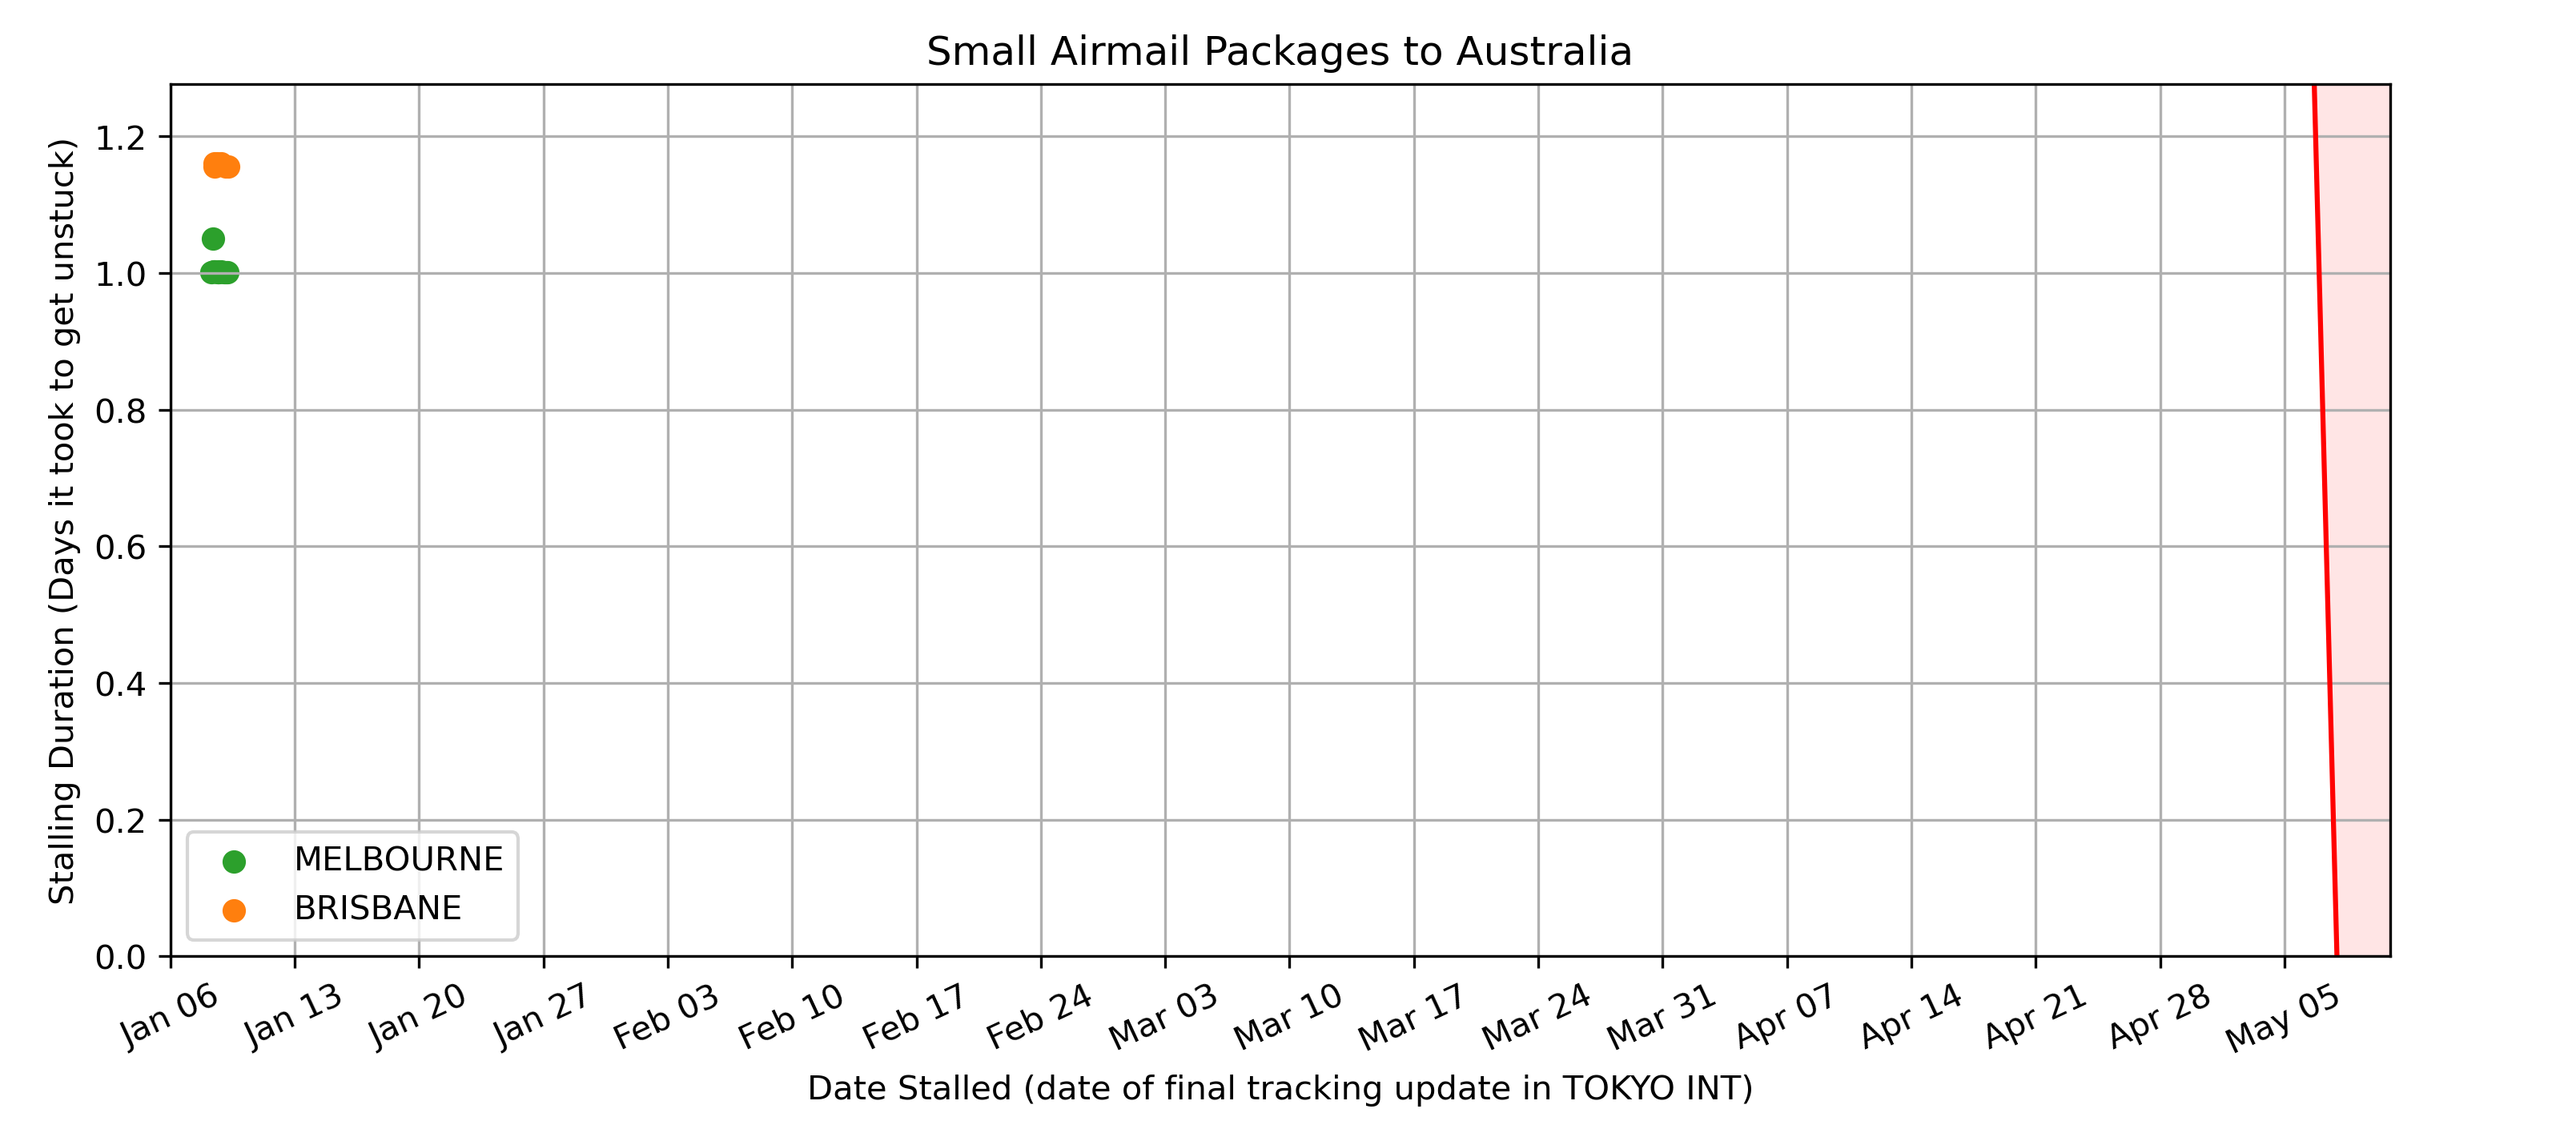 Small Airmail Packages to Australia
Stalling Duration (Days it took to get unstuck)
1.2
1.0
0.8
0.6
0.4
0.2
0.0
MELBOURNE
BRISBANE
Jan 06 Jan 13 Jan 20 Jan 27 Feb 03 Feb 10 Feb 17 Feb 24 Mar 03 Mar 10 Mar 17 Mar 24 Mar 31 Apr 07 Apr 14 Apr 21 Apr 28 May 05
Date Stalled (date of final tracking update in TOKYO INT)